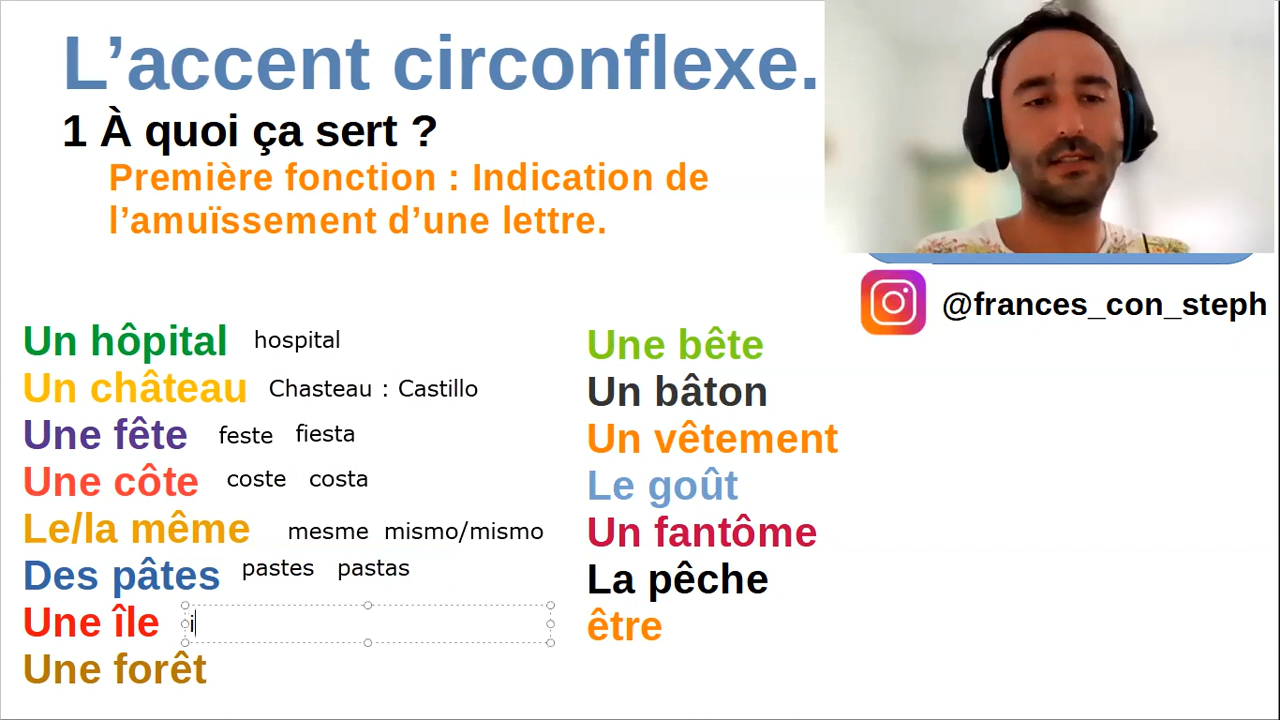 L’accent circonflexe.
1 À quoi ça sert ?
Première fonction : Indication de
l’amuïssement d’une lettre.
@frances_con_steph
Un hôpital hospital
Un château Chasteau : Castillo
Une fête feste fiesta
Une côte coste costa
Le/la même mesme mismo/mismo
Des pâtes pastes pastas
Une île i
Une forêt
Une bête
Un bâton
Un vêtement
Le goût
Un fantôme
La pêche
être